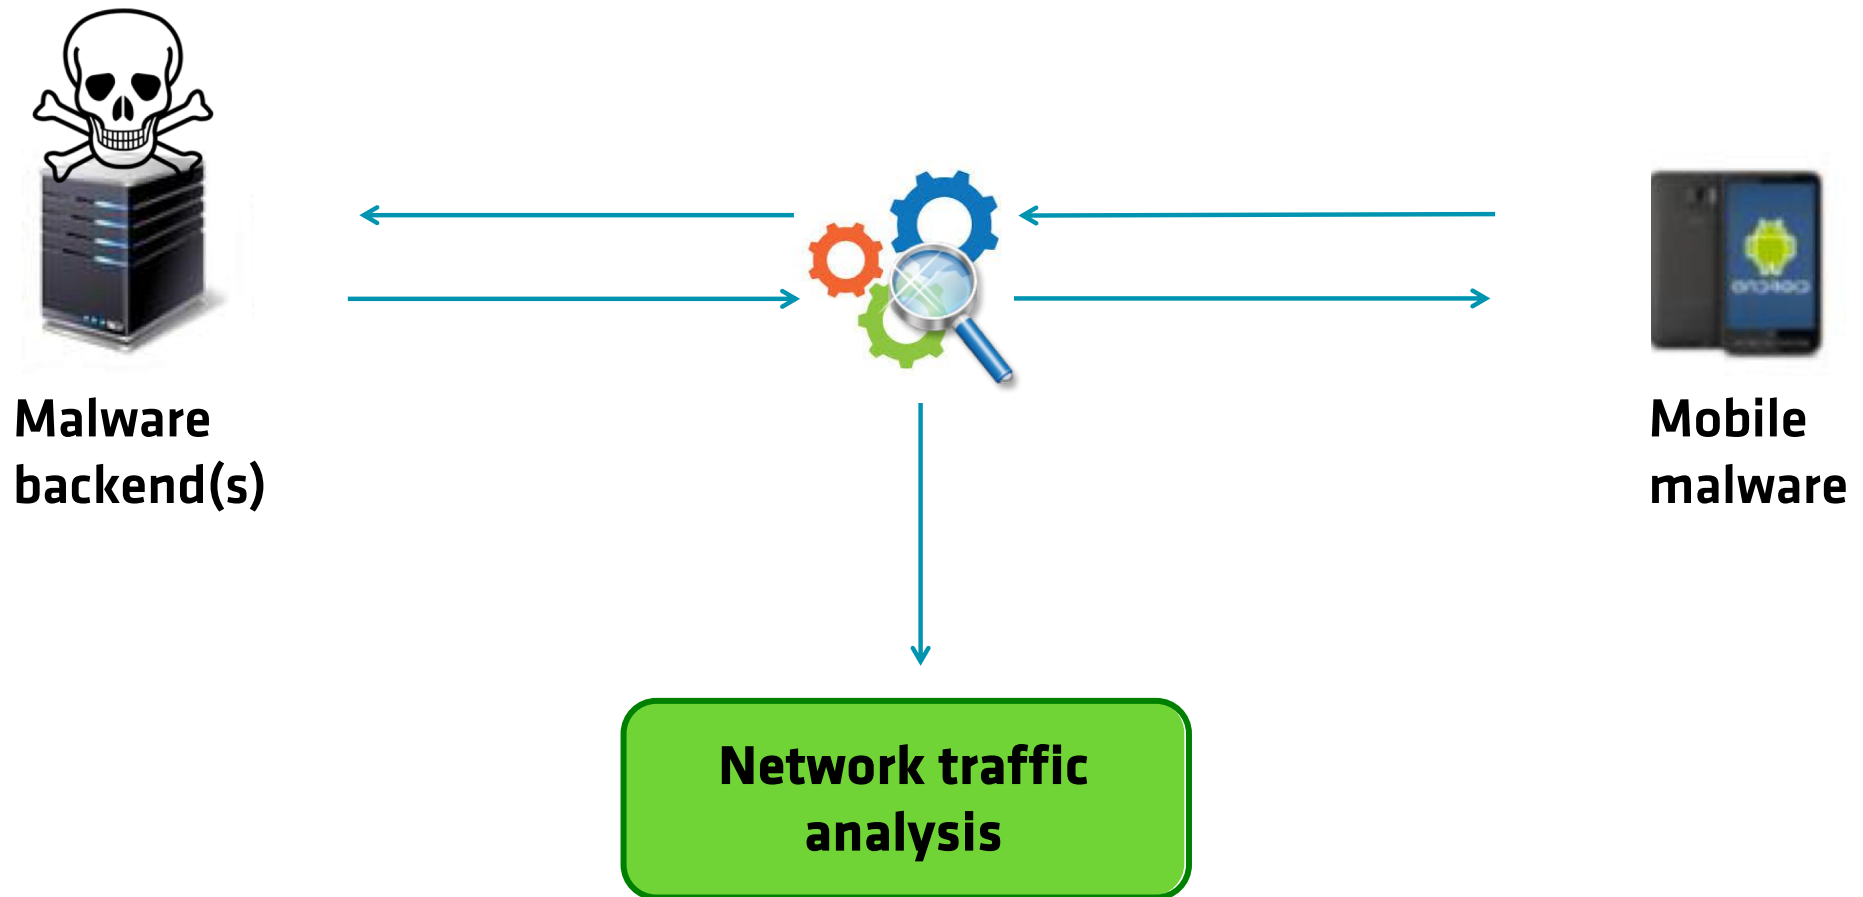 Malware
backend(s)
Mobile
malware
Network traffic
analysis